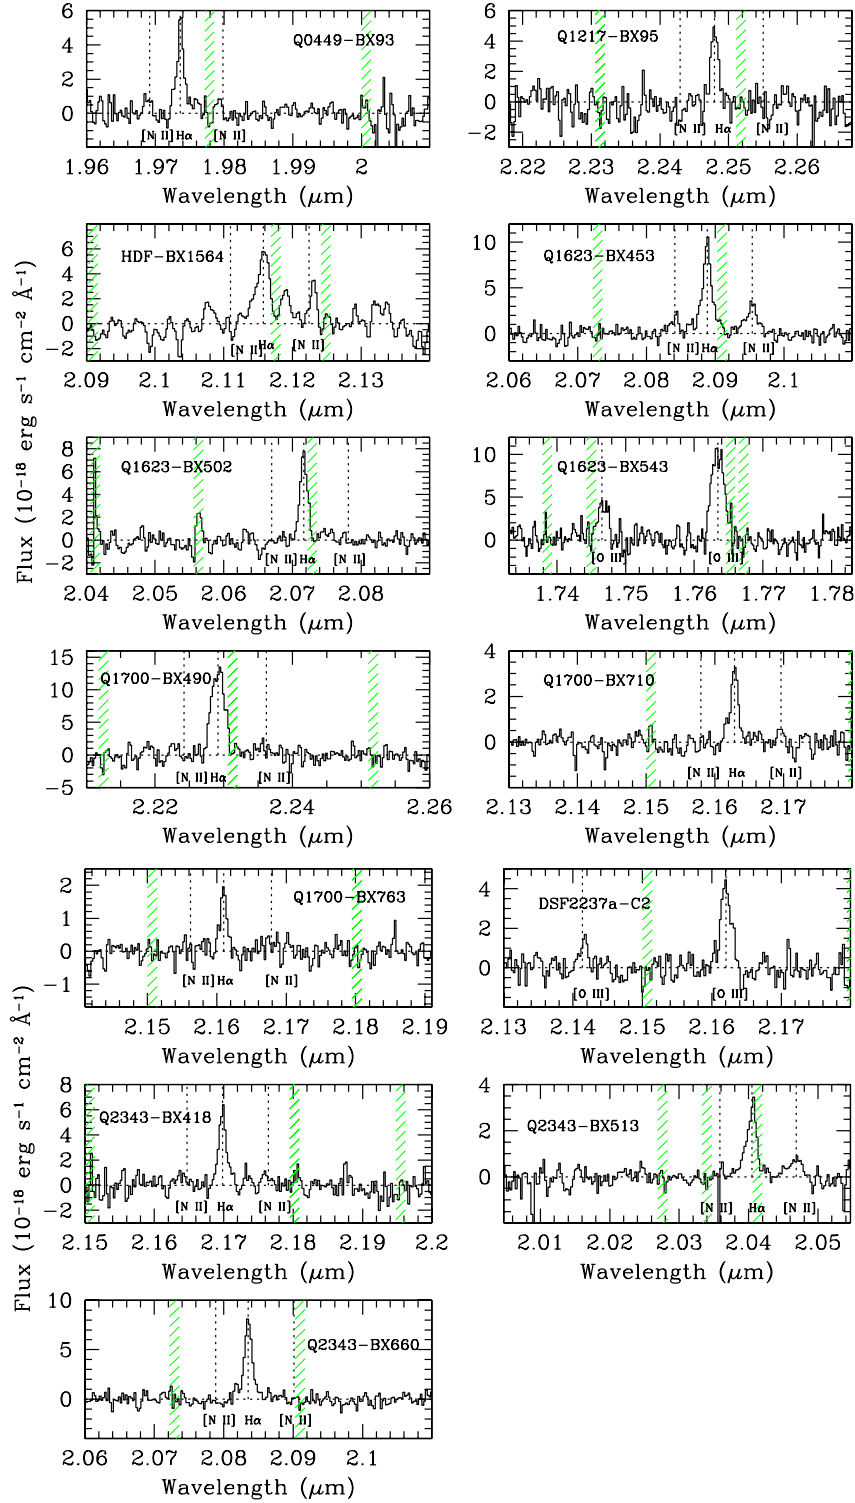 Flux (10⁻¹⁸ erg s⁻¹ cm⁻² Å⁻¹)
Q0449−BX93
6
4
2
0
[N II] Hα [N II]
1.96 1.97 1.98 1.99 2
Wavelength (μm)
Q1217−BX95
6
4
2
0
−2
[N II] Hα [N II]
2.22 2.23 2.24 2.25 2.26
Wavelength (μm)
HDF−BX1564
6
4
2
0
−2
[N II] Hα [N II]
2.09 2.1 2.11 2.12 2.13
Wavelength (μm)
Q1623−BX453
10
5
0
[N II] Hα [N II]
2.06 2.07 2.08 2.09 2.1
Wavelength (μm)
Q1623−BX502
8
6
4
2
0
−2
[N II] Hα [N II]
2.04 2.05 2.06 2.07 2.08
Wavelength (μm)
Q1623−BX543
10
5
0
[O III] [O III]
1.74 1.75 1.76 1.77 1.78
Wavelength (μm)
Q1700−BX490
15
10
5
0
−5
[N II] Hα [N II]
2.22 2.24 2.26
Wavelength (μm)
Q1700−BX710
4
2
0
[N II] Hα [N II]
2.13 2.14 2.15 2.16 2.17
Wavelength (μm)
Flux (10⁻¹⁸ erg s⁻¹ cm⁻² Å⁻¹)
Q1700−BX763
2
1
0
−1
[N II] Hα [N II]
2.15 2.16 2.17 2.18 2.19
Wavelength (μm)
DSF2237a−C2
4
2
0
[O III] [O III]
2.13 2.14 2.15 2.16 2.17
Wavelength (μm)
Q2343−BX418
8
6
4
2
0
−2
[N II] Hα [N II]
2.15 2.16 2.17 2.18 2.19 2.2
Wavelength (μm)
Q2343−BX513
4
2
0
[N II] Hα [N II]
2.01 2.02 2.03 2.04 2.05
Wavelength (μm)
Q2343−BX660
10
5
0
[N II] Hα [N II]
2.06 2.07 2.08 2.09 2.1
Wavelength (μm)